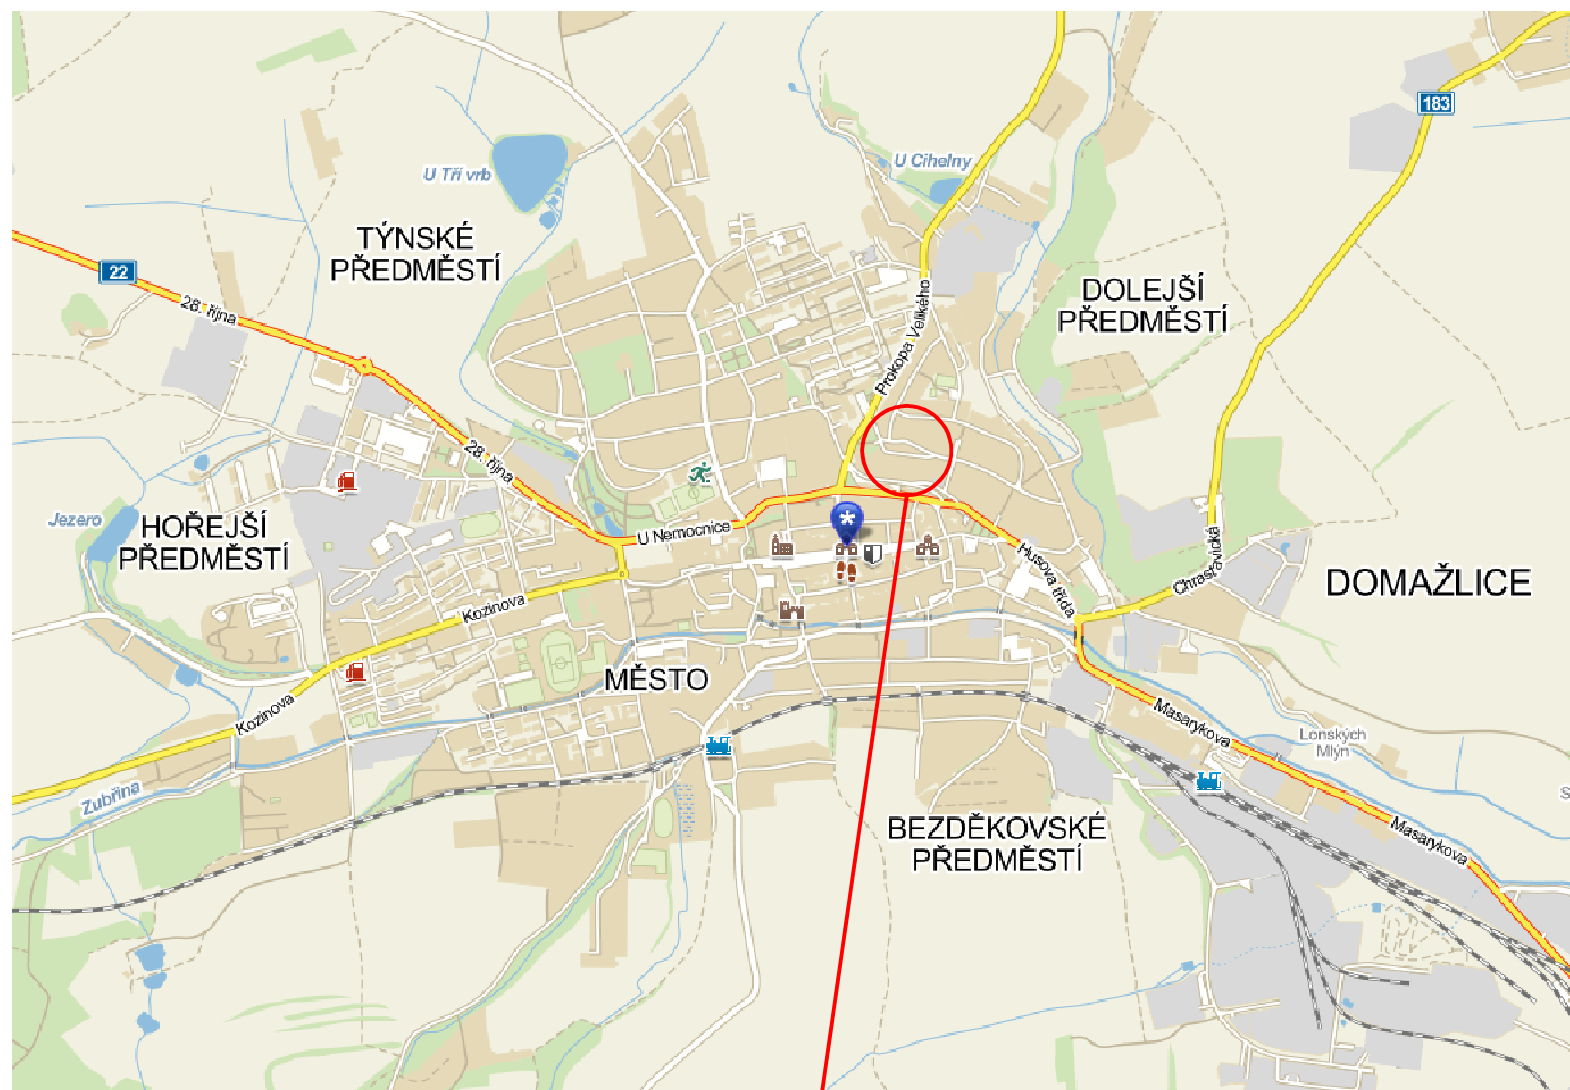 183
U Cihelny
U Tří vrb
TÝNSKÉ
PŘEDMĚSTÍ
22
28. října
DOLEJŠÍ
PŘEDMĚSTÍ
Prokopa Velikého
28. října
Jezero
HOŘEJŠÍ
PŘEDMĚSTÍ
U Nemocnice
*
Husova třída
Chrastavická
DOMAŽLICE
Kozinova
MĚSTO
Kozinova
Masarykova
Lonských
Mlýn
Zubřina
S
BEZDĚKOVSKÉ
PŘEDMĚSTÍ
Masarykova